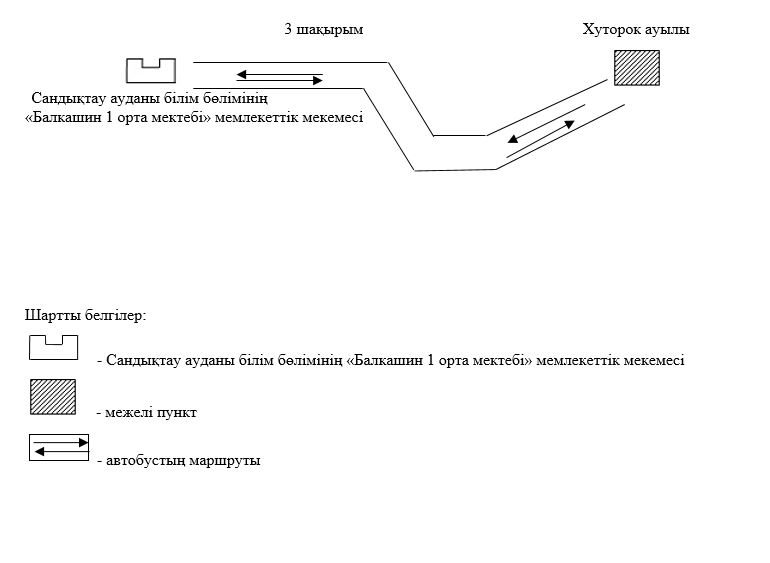 3 шақырым
Хуторок ауылы
Сандықтау ауданы білім бөлімінің
«Балкашин 1 орта мектебі» мемлекеттік мекемесі
Шартты белгілер:
- Сандықтау ауданы білім бөлімінің «Балкашин 1 орта мектебі» мемлекеттік мекемесі
- межелі пункт
- автобустың маршруты